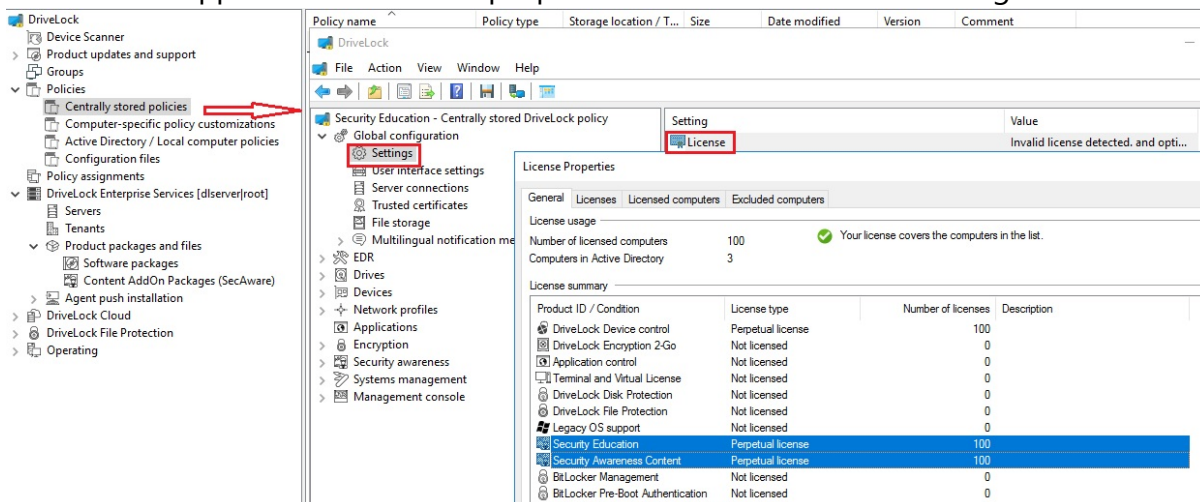 DriveLock
Device Scanner
Product updates and support
Groups
Policies
Centrally stored policies
Computer-specific policy customizations
Active Directory / Local computer policies
Configuration files
Policy assignments
DriveLock Enterprise Services [dlserver|root]
Servers
Tenants
Product packages and files
Software packages
Content AddOn Packages (SecAware)
Agent push installation
DriveLock Cloud
DriveLock File Protection
Operating
Policy name Policy type Storage location / T... Size Date modified Version Comment
DriveLock
File Action View Window Help
Security Education - Centrally stored DriveLock policy
Global configuration
Settings
User interface settings
Server connections
Trusted certificates
File storage
Multilingual notification me
EDR
Drives
Devices
Network profiles
Applications
Encryption
Security awareness
Systems management
Management console
Setting Value
License Invalid license detected. and opti...
License Properties
General Licenses Licensed computers Excluded computers
License usage
Number of licensed computers 100 Your license covers the computers in the list.
Computers in Active Directory 3
License summary
Product ID / Condition License type Number of licenses Description
DriveLock Device control Perpetual license 100
DriveLock Encryption 2-Go Not licensed 0
Application control Not licensed 0
Terminal and Virtual License Not licensed 0
DriveLock Disk Protection Not licensed 0
DriveLock File Protection Not licensed 0
Legacy OS support Not licensed 0
Security Education Perpetual license 100
Security Awareness Content Perpetual license 100
BitLocker Management Not licensed 0
BitLocker Pre-Boot Authentication Not licensed 0